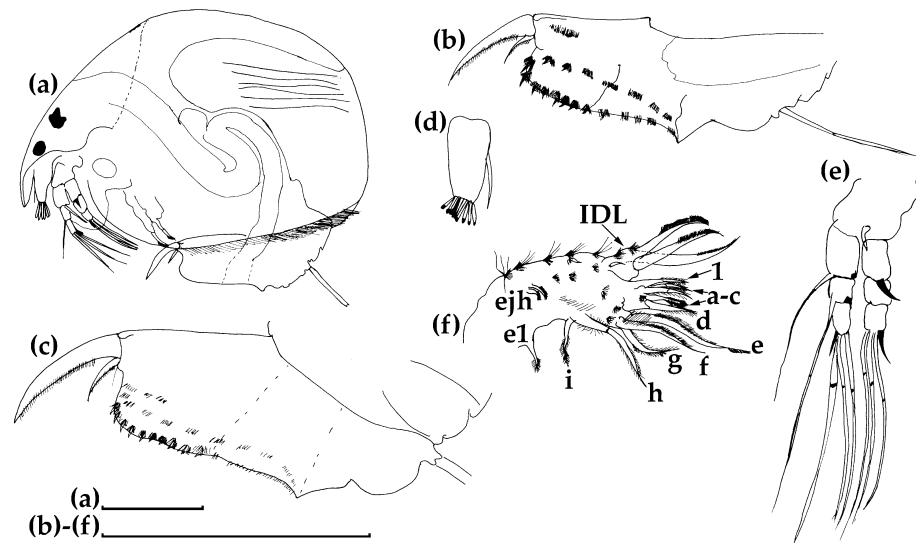 (a)
(b)
(d)
(e)
IDL
1
a-c
ejh
d
(f)
e1
e
g
f
i
h
(c)
(a)
(b)-(f)